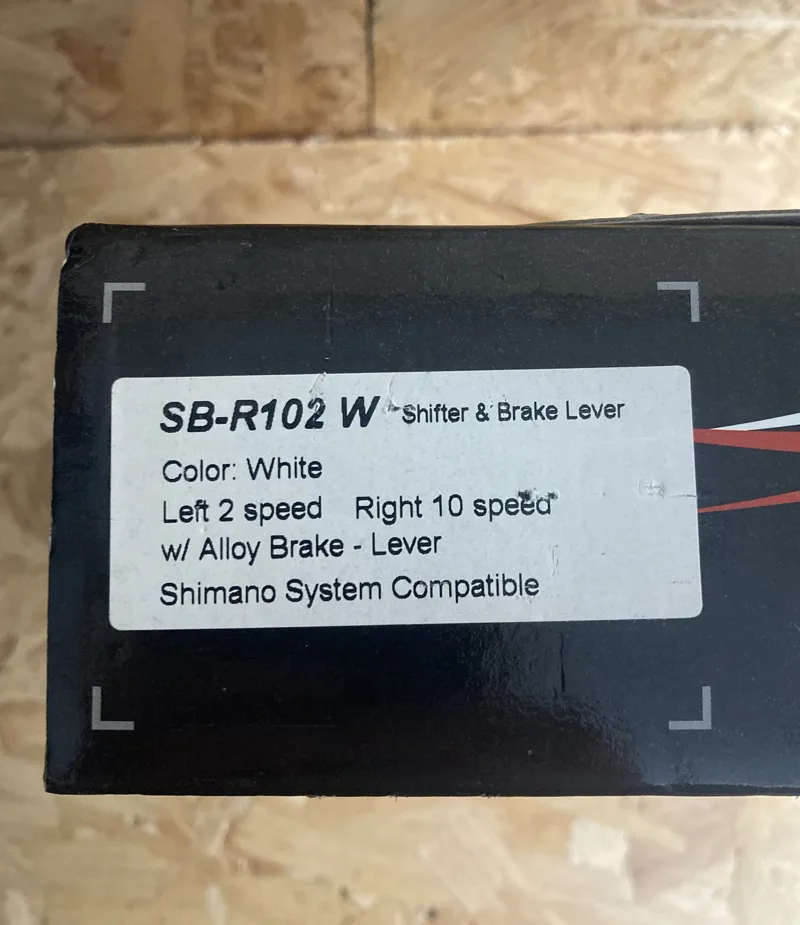 SB-R102 W Shifter & Brake Lever
Color: White
Left 2 speed Right 10 speed
w/ Alloy Brake - Lever
Shimano System Compatible